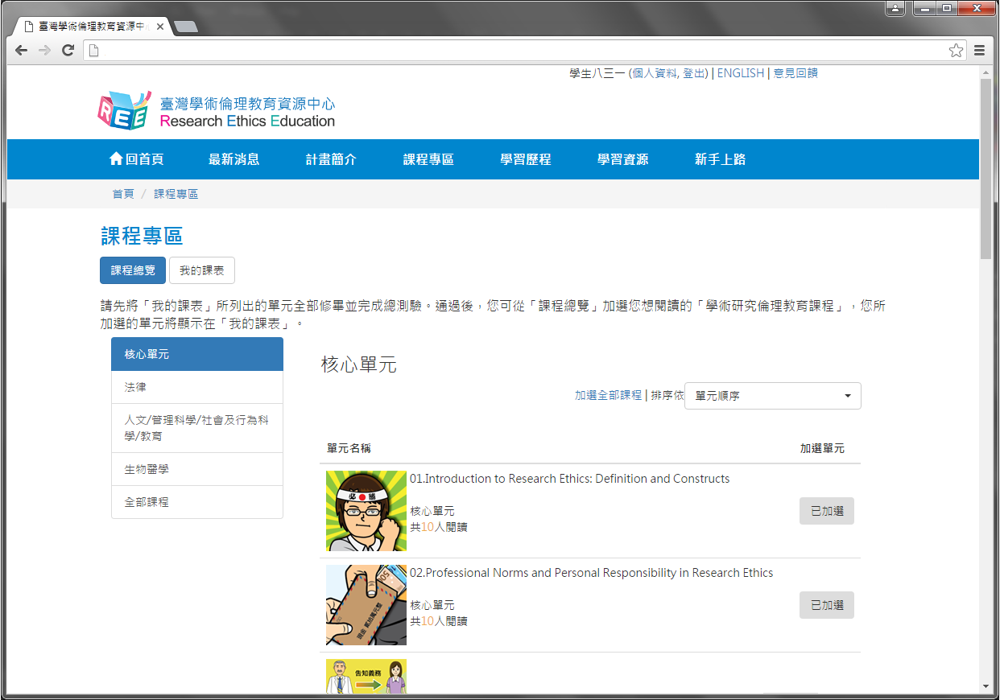 臺灣學術倫理教育資源中
學生八三一 (個人資料, 登出) | ENGLISH | 意見回饋
REE
臺灣學術倫理教育資源中心
Research Ethics Education
回首頁 最新消息 計畫簡介 課程專區 學習歷程 學習資源 新手上路
首頁 / 課程專區
課程專區
課程總覽 我的課表
請先將「我的課表」所列出的單元全部修畢並完成總測驗。通過後，您可從「課程總覽」加選您想閱讀的「學術研究倫理教育課程」，您所
加選的單元將顯示在「我的課表」。
核心單元
法律
人文/管理科學/社會及行為科
學/教育
生物醫學
全部課程
核心單元
加選全部課程 | 排序依 單元順序
單元名稱 加選單元
必 勝
01.Introduction to Research Ethics: Definition and Constructs
核心單元
共10人閱讀
已加選
02.Professional Norms and Personal Responsibility in Research Ethics
核心單元
共10人閱讀
已加選
告知義務